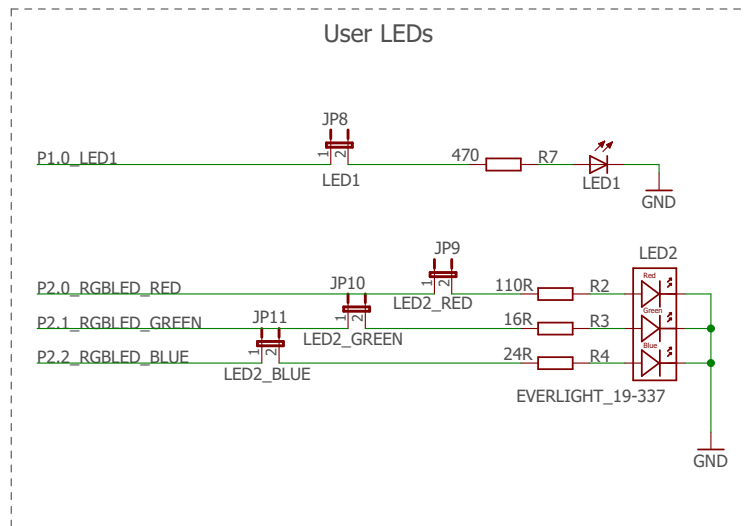 User LEDs
JP8
P1.0_LED1
1 2
470
R7
LED1
LED1
GND
JP9
LED2
1 2
P2.0_RGBLED_RED
LED2_RED
110R
R2
Red
JP10
1 2
P2.1_RGBLED_GREEN
LED2_GREEN
16R
R3
Green
JP11
1 2
P2.2_RGBLED_BLUE
LED2_BLUE
24R
R4
Blue
EVERLIGHT_19-337
GND